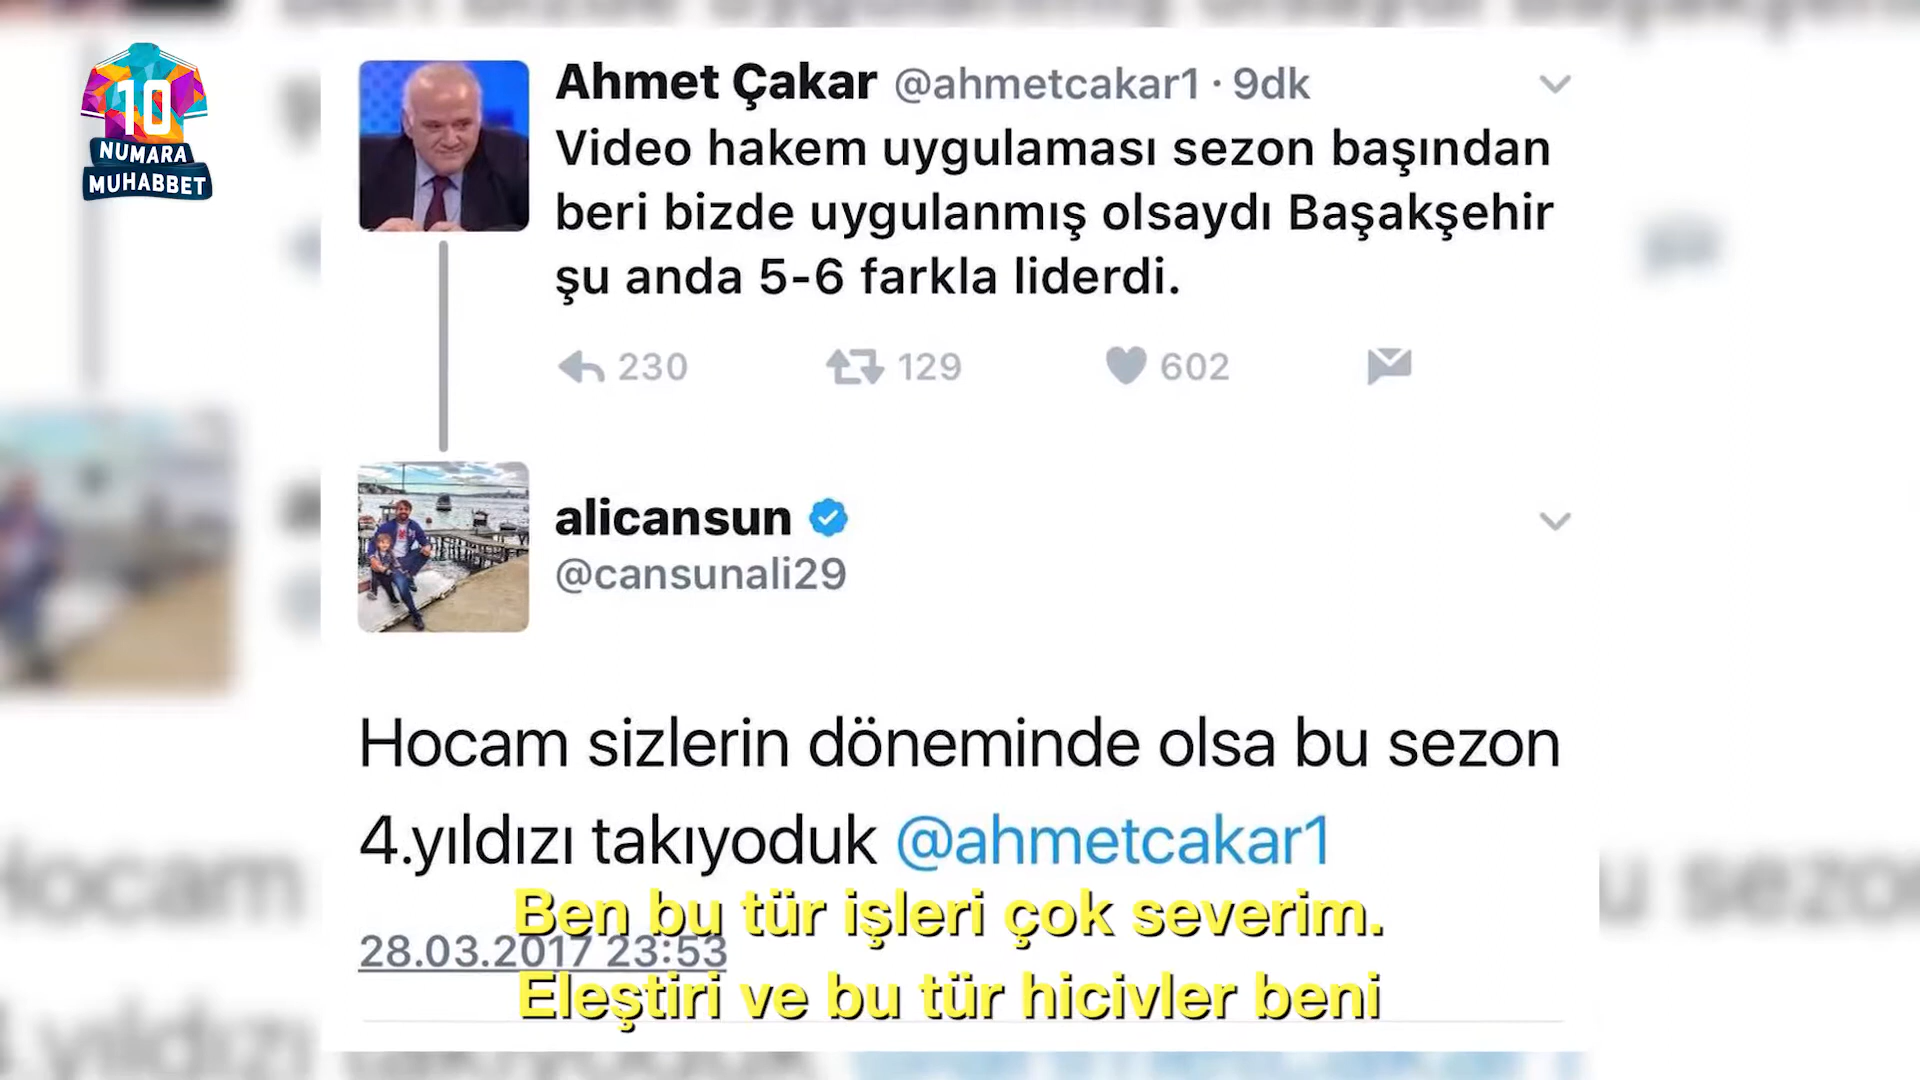 10
NUMARA
MUHABBET
Ahmet Çakar @ahmetcakar1 · 9dk
Video hakem uygulaması sezon başından
beri bizde uygulanmış olsaydı Başakşehir
şu anda 5-6 farkla liderdi.
230 129 602
alicansun
@cansunali29
Hocam sizlerin döneminde olsa bu sezon
4.yıldızı takıyoduk @ahmetcakar1
28.03.2017 23:53
Ben bu tür işleri çok severim.
Eleştiri ve bu tür hicivler beni